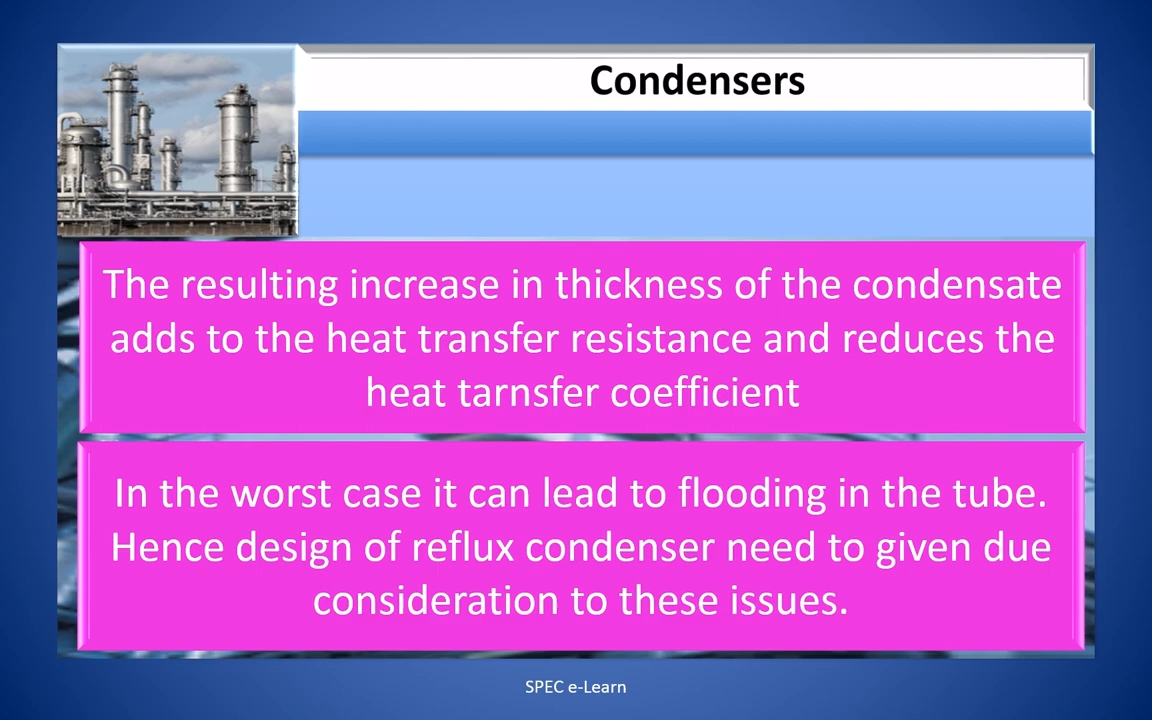 Condensers
The resulting increase in thickness of the condensate
adds to the heat transfer resistance and reduces the
heat tarnsfer coefficient
In the worst case it can lead to flooding in the tube.
Hence design of reflux condenser need to given due
consideration to these issues.
SPEC e-Learn